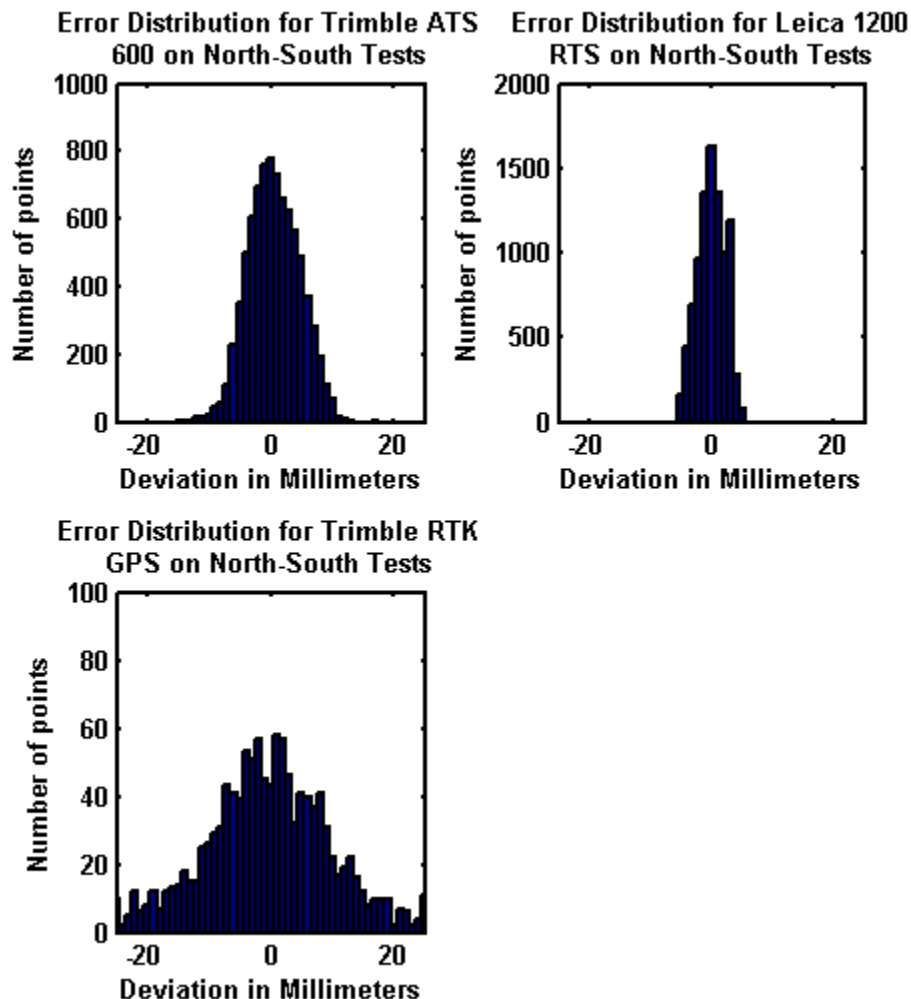 Error Distribution for Trimble ATS
600 on North-South Tests
1000
800
600
400
200
0
Number of points
-20 0 20
Deviation in Millimeters
Error Distribution for Leica 1200
RTS on North-South Tests
2000
1500
1000
500
0
Number of points
-20 0 20
Deviation in Millimeters
Error Distribution for Trimble RTK
GPS on North-South Tests
100
80
60
40
20
0
Number of points
-20 0 20
Deviation in Millimeters